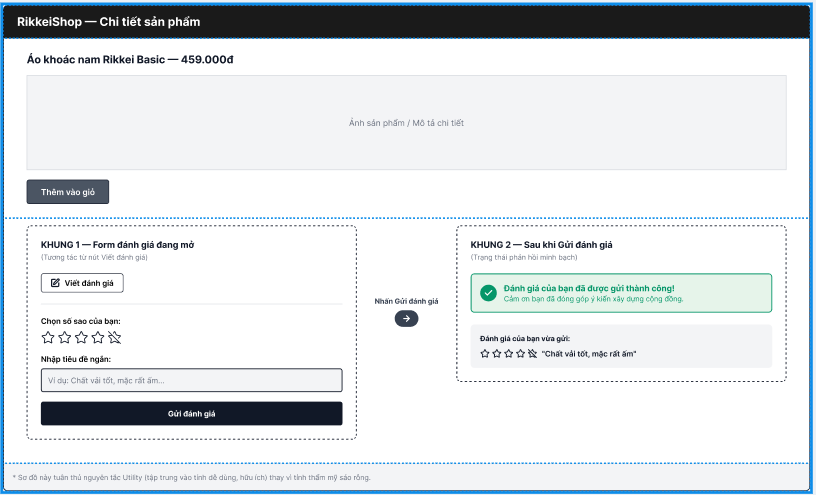 RikkeiShop — Chi tiết sản phẩm
Áo khoác nam Rikkei Basic — 459.000đ
Ảnh sản phẩm / Mô tả chi tiết
Thêm vào giỏ
KHUNG 1 — Form đánh giá đang mở
(Tương tác từ nút Viết đánh giá)
Viết đánh giá
Chọn số sao của bạn:
Nhập tiêu đề ngắn:
Ví dụ: Chất vải tốt, mặc rất ấm...
Gửi đánh giá
Nhấn Gửi đánh giá
KHUNG 2 — Sau khi Gửi đánh giá
(Trạng thái phản hồi minh bạch)
Đánh giá của bạn đã được gửi thành công!
Cảm ơn bạn đã đóng góp ý kiến xây dựng cộng đồng.
Đánh giá của bạn vừa gửi:
"Chất vải tốt, mặc rất ấm"
* Sơ đồ này tuân thủ nguyên tắc Utility (tập trung vào tính dễ dùng, hữu ích) thay vì tính thẩm mỹ sáo rỗng.